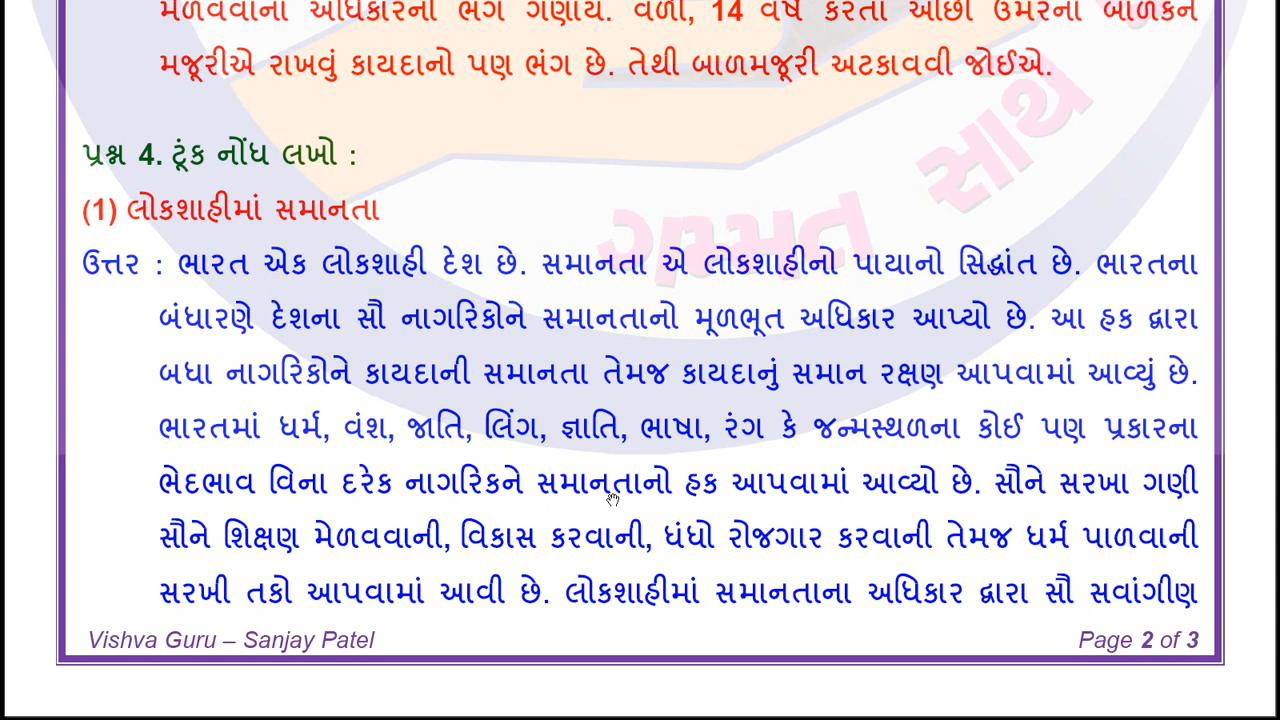 મેળવવાના અધિકારનો ભંગ ગણાય. વળી, 14 વર્ષ કરતાં ઓછી ઉંમરના બાળકને
મજૂરીએ રાખવું કાયદાનો પણ ભંગ છે. તેથી બાળમજૂરી અટકાવવી જોઈએ.
ગમ્મત સાથે
પ્રશ્ન 4. ટૂંક નોંધ લખો :
(1) લોકશાહીમાં સમાનતા
ઉત્તર : ભારત એક લોકશાહી દેશ છે. સમાનતા એ લોકશાહીનો પાયાનો સિદ્ધાંત છે. ભારતના
બંધારણે દેશના સૌ નાગરિકોને સમાનતાનો મૂળભૂત અધિકાર આપ્યો છે. આ હક દ્વારા
બધા નાગરિકોને કાયદાની સમાનતા તેમજ કાયદાનું સમાન રક્ષણ આપવામાં આવ્યું છે.
ભારતમાં ધર્મ, વંશ, જાતિ, લિંગ, જ્ઞાતિ, ભાષા, રંગ કે જન્મસ્થળના કોઈ પણ પ્રકારના
ભેદભાવ વિના દરેક નાગરિકને સમાનતાનો હક આપવામાં આવ્યો છે. સૌને સરખા ગણી
સૌને શિક્ષણ મેળવવાની, વિકાસ કરવાની, ધંધો રોજગાર કરવાની તેમજ ધર્મ પાળવાની
સરખી તકો આપવામાં આવી છે. લોકશાહીમાં સમાનતાના અધિકાર દ્વારા સૌ સવાંગીણ
Vishva Guru – Sanjay Patel Page 2 of 3